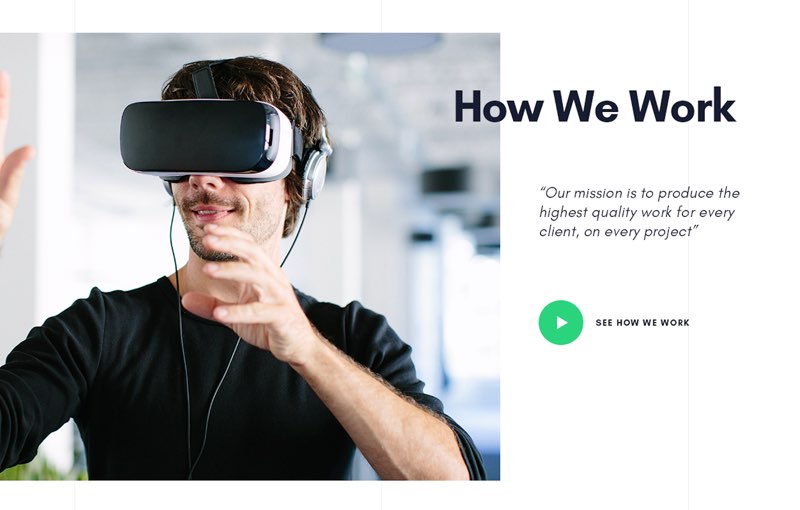 How We Work
“Our mission is to produce the
highest quality work for every
client, on every project”
SEE HOW WE WORK